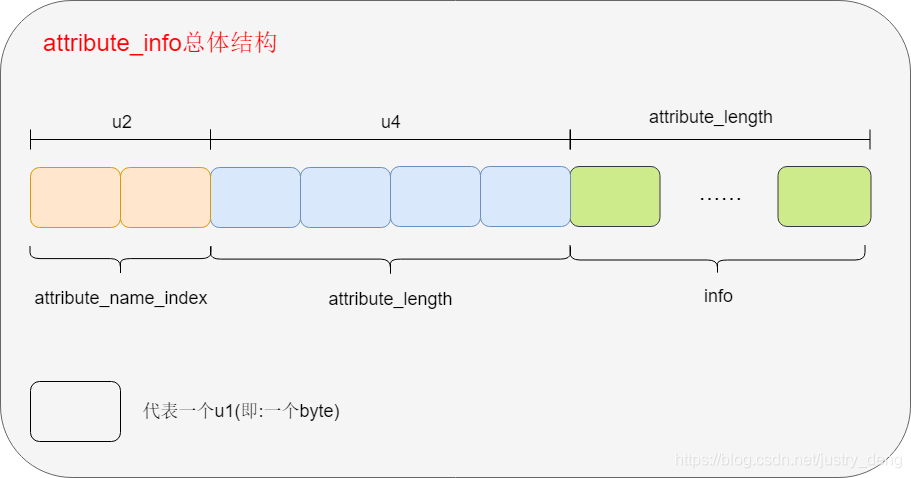 attribute_info总体结构
u2
u4
attribute_length
......
attribute_name_index
attribute_length
info
代表一个u1(即:一个byte)
https://blog.csdn.net/justry_deng